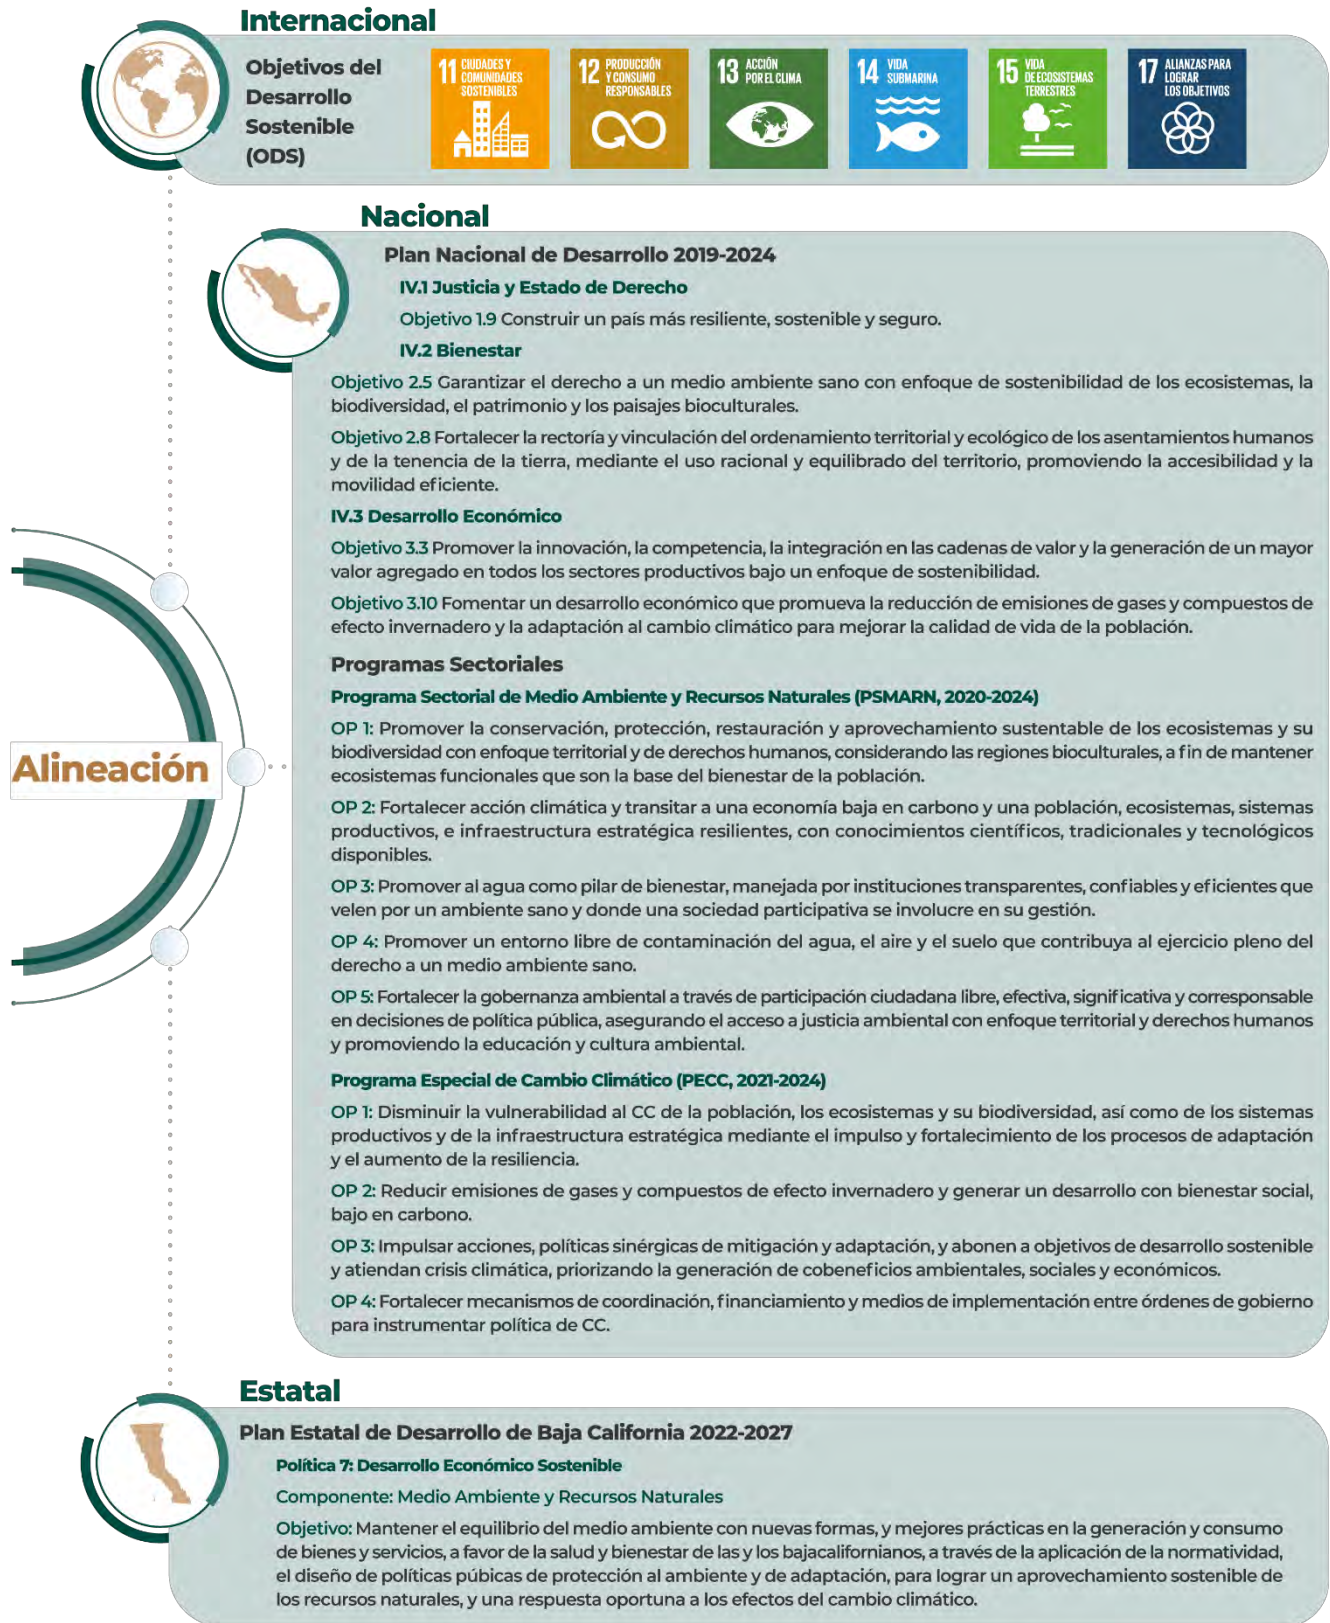 Internacional
Objetivos del
Desarrollo
Sostenible
(ODS)
11 CIUDADES Y
COMUNIDADES
SOSTENIBLES
12 PRODUCCIÓN
Y CONSUMO
RESPONSABLES
13 ACCIÓN
POR EL CLIMA
14 VIDA
SUBMARINA
15 VIDA
DE ECOSISTEMAS
TERRESTRES
17 ALIANZAS PARA
LOGRAR
LOS OBJETIVOS
Nacional
Plan Nacional de Desarrollo 2019-2024
IV.1 Justicia y Estado de Derecho
Objetivo 1.9 Construir un país más resiliente, sostenible y seguro.
IV.2 Bienestar
Objetivo 2.5 Garantizar el derecho a un medio ambiente sano con enfoque de sostenibilidad de los ecosistemas, la
biodiversidad, el patrimonio y los paisajes bioculturales.
Objetivo 2.8 Fortalecer la rectoría y vinculación del ordenamiento territorial y ecológico de los asentamientos humanos
y de la tenencia de la tierra, mediante el uso racional y equilibrado del territorio, promoviendo la accesibilidad y la
movilidad eficiente.
IV.3 Desarrollo Económico
Objetivo 3.3 Promover la innovación, la competencia, la integración en las cadenas de valor y la generación de un mayor
valor agregado en todos los sectores productivos bajo un enfoque de sostenibilidad.
Objetivo 3.10 Fomentar un desarrollo económico que promueva la reducción de emisiones de gases y compuestos de
efecto invernadero y la adaptación al cambio climático para mejorar la calidad de vida de la población.
Programas Sectoriales
Programa Sectorial de Medio Ambiente y Recursos Naturales (PSMARN, 2020-2024)
OP 1: Promover la conservación, protección, restauración y aprovechamiento sustentable de los ecosistemas y su
biodiversidad con enfoque territorial y de derechos humanos, considerando las regiones bioculturales, a fin de mantener
ecosistemas funcionales que son la base del bienestar de la población.
OP 2: Fortalecer acción climática y transitar a una economía baja en carbono y una población, ecosistemas, sistemas
productivos, e infraestructura estratégica resilientes, con conocimientos científicos, tradicionales y tecnológicos
disponibles.
OP 3: Promover al agua como pilar de bienestar, manejada por instituciones transparentes, confiables y eficientes que
velen por un ambiente sano y donde una sociedad participativa se involucre en su gestión.
OP 4: Promover un entorno libre de contaminación del agua, el aire y el suelo que contribuya al ejercicio pleno del
derecho a un medio ambiente sano.
OP 5: Fortalecer la gobernanza ambiental a través de participación ciudadana libre, efectiva, significativa y corresponsable
en decisiones de política pública, asegurando el acceso a justicia ambiental con enfoque territorial y derechos humanos
y promoviendo la educación y cultura ambiental.
Programa Especial de Cambio Climático (PECC, 2021-2024)
OP 1: Disminuir la vulnerabilidad al CC de la población, los ecosistemas y su biodiversidad, así como de los sistemas
productivos y de la infraestructura estratégica mediante el impulso y fortalecimiento de los procesos de adaptación
y el aumento de la resiliencia.
OP 2: Reducir emisiones de gases y compuestos de efecto invernadero y generar un desarrollo con bienestar social,
bajo en carbono.
OP 3: Impulsar acciones, políticas sinérgicas de mitigación y adaptación, y abonen a objetivos de desarrollo sostenible
y atiendan crisis climática, priorizando la generación de cobeneficios ambientales, sociales y económicos.
OP 4: Fortalecer mecanismos de coordinación, financiamiento y medios de implementación entre órdenes de gobierno
para instrumentar política de CC.
Alineación
Estatal
Plan Estatal de Desarrollo de Baja California 2022-2027
Política 7: Desarrollo Económico Sostenible
Componente: Medio Ambiente y Recursos Naturales
Objetivo: Mantener el equilibrio del medio ambiente con nuevas formas, y mejores prácticas en la generación y consumo
de bienes y servicios, a favor de la salud y bienestar de las y los bajacalifornianos, a través de la aplicación de la normatividad,
el diseño de políticas púbicas de protección al ambiente y de adaptación, para lograr un aprovechamiento sostenible de
los recursos naturales, y una respuesta oportuna a los efectos del cambio climático.